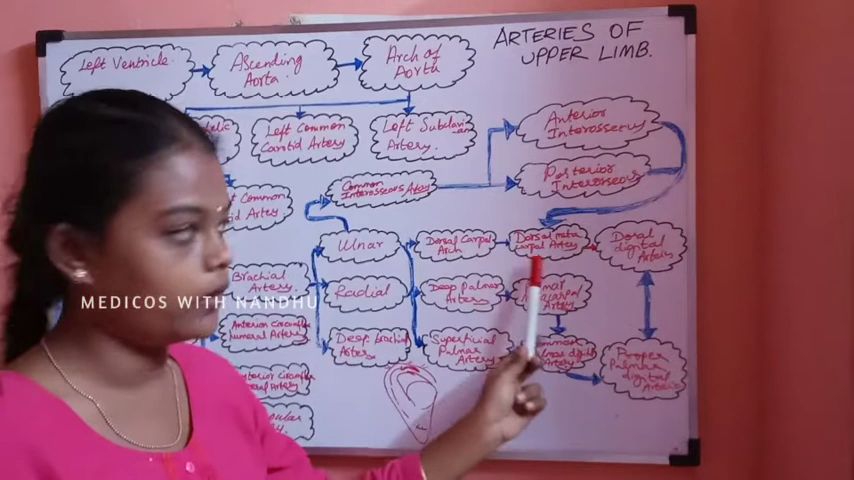 ARTERIES OF
UPPER LIMB.
Left Ventricle
Ascending
Aorta.
Arch of
Aorta
Left Common
Carotid Artery
Left Subclavian
Artery.
Anterior
Interosseous
Posterior
Interosseous
Common
Interosseous Artery
Common
Artery
Ulnar
Dorsal Carpal
Arch
Dorsal meta
carpal Artery
Dorsal
digital
Artery
Brachial
Artery.
Radial
Deep Palmar
Artery
Artery
Anterior
humeral Artery
Deep brachial
Artery
Superficial
Palmar
Artery
Artery
Proper
Palmar
digital
Arteries
Artery
MEDICOS WITH NANDHU